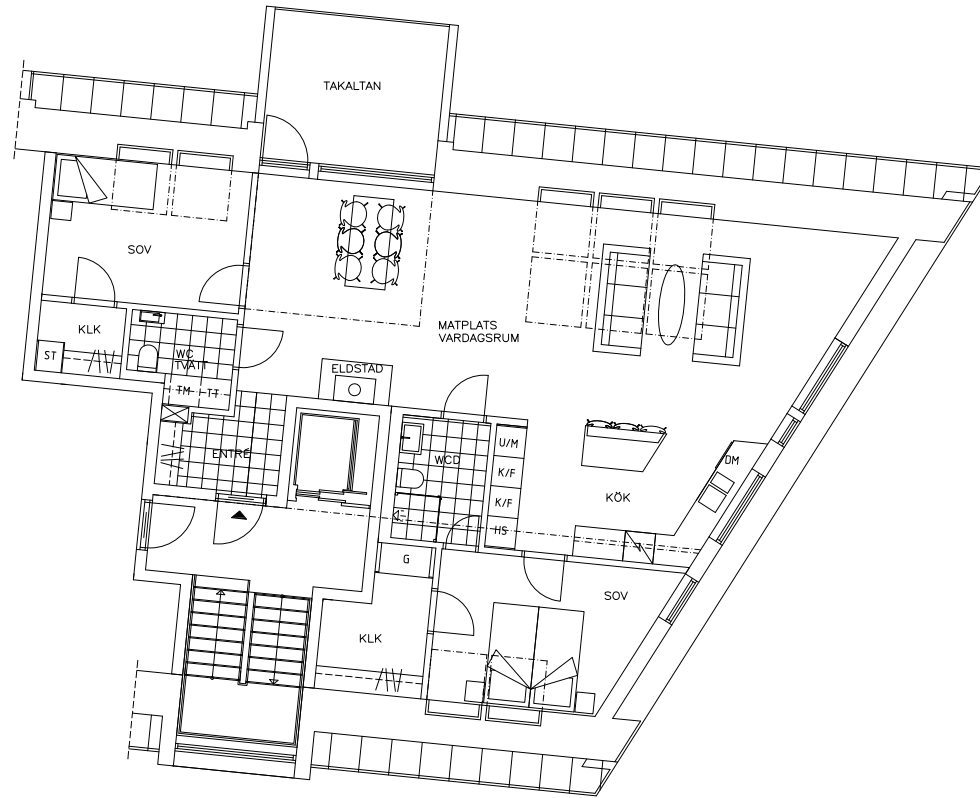 TAKALTAN
SOV
KLK
ST
WC
TVÄTT
TM
TT
MATPLATS
VARDAGSRUM
ELDSTAD
ENTRÉ
WCD
U/M
K/F
K/F
HS
KÖK
DM
G
SOV
KLK